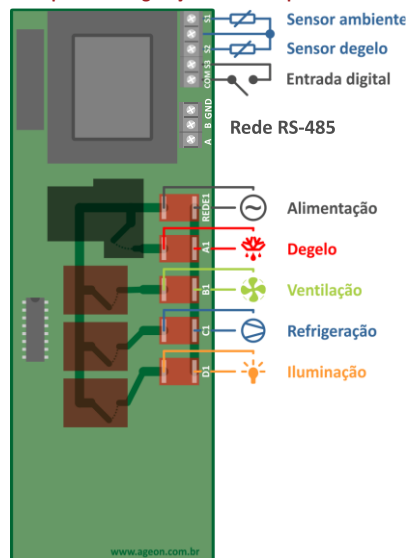 S1
Sensor ambiente
S2
Sensor degelo
S3
COM
Entrada digital
GND
B
A
Rede RS-485
REDE1
Alimentação
A1
Degelo
B1
Ventilação
C1
Refrigeração
D1
Iluminação
www.ageon.com.br